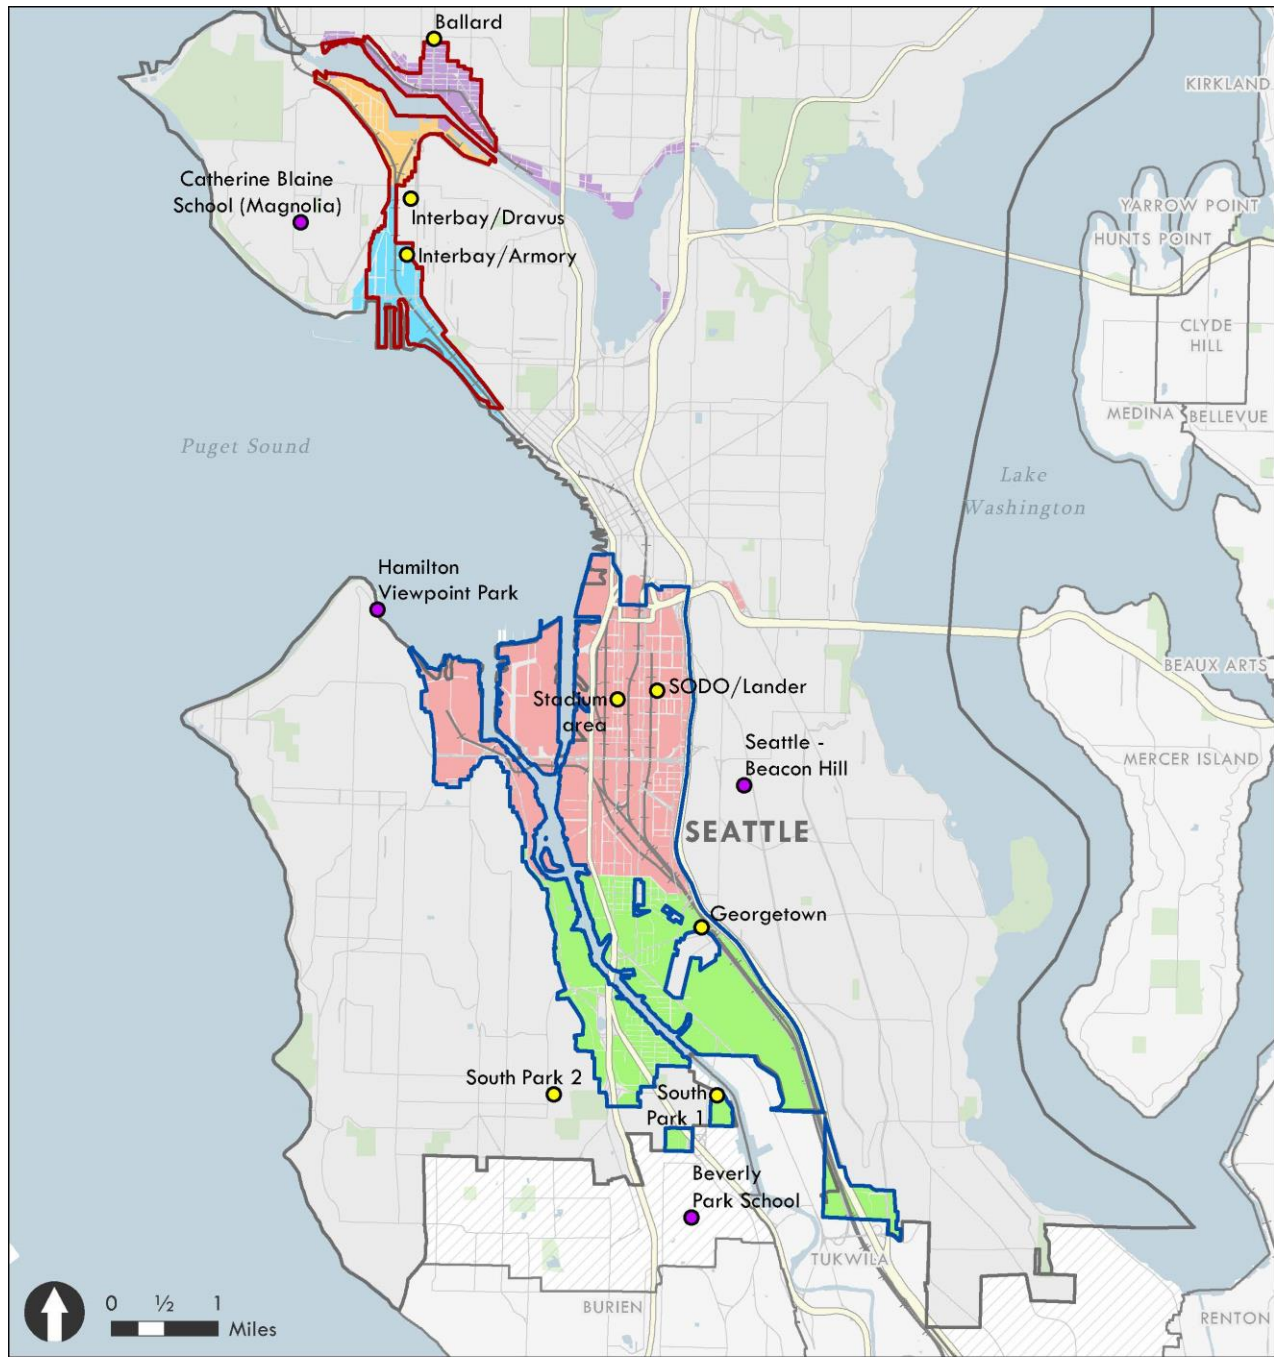 Ballard
KIRKLAND
Catherine Blaine
School (Magnolia)
Interbay/Dravus
YARROW POINT
HUNTS POINT
Interbay/Armory
CLYDE
HILL
MEDINA
BELLEVUE
Puget Sound
Lake
Washington
Hamilton
Viewpoint Park
BEAUX ARTS
SODO/Lander
Stadium
area
Seattle -
Beacon Hill
MERCER ISLAND
SEATTLE
Georgetown
South Park 2
South
Park 1
Beverly
Park School
TUKWILA
BURIEN
RENTON
0 ½ 1
Miles